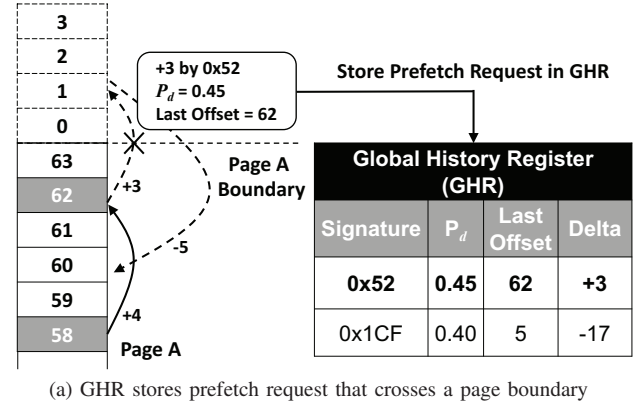 3
2
1
0
63
62
61
60
59
58
+3 by 0x52
P_d = 0.45
Last Offset = 62
Store Prefetch Request in GHR
+3
Page A
Boundary
-5
+4
Page A
Global History Register
(GHR)
Signature P_d Last Offset Delta
0x52 0.45 62 +3
0x1CF 0.40 5 -17
(a) GHR stores prefetch request that crosses a page boundary